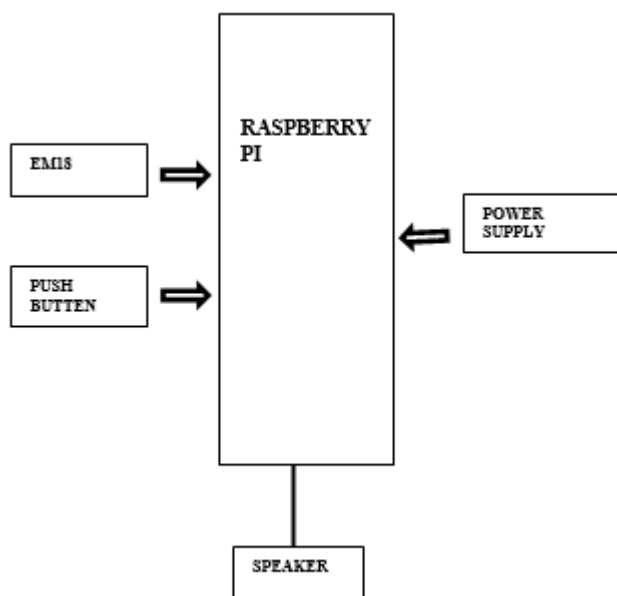 RASPBERRY
PI
EM18
POWER
SUPPLY
PUSH
BUTTEN
SPEAKER